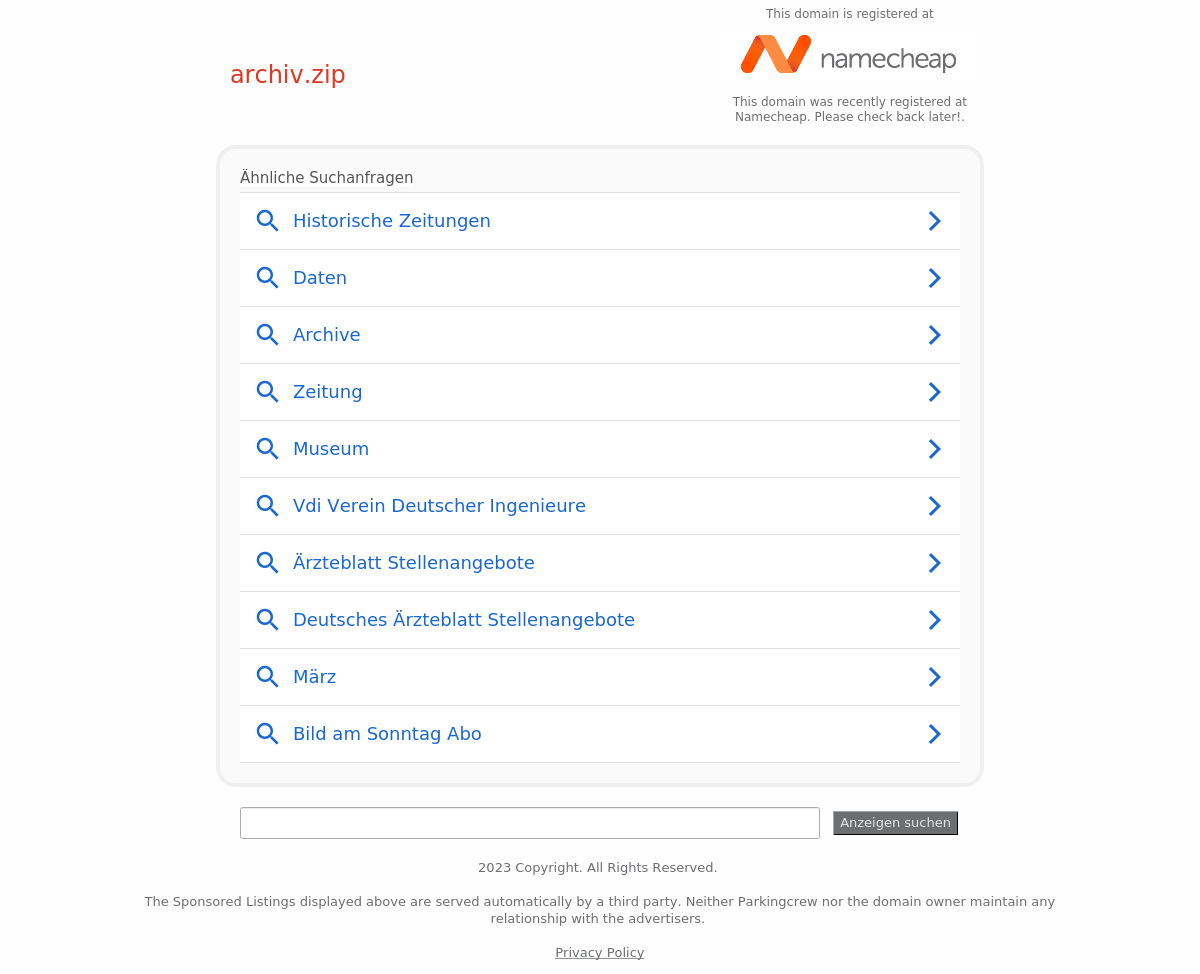 This domain is registered at
archiv.zip
namecheap
This domain was recently registered at
Namecheap. Please check back later!.
Ähnliche Suchanfragen
Historische Zeitungen
Daten
Archive
Zeitung
Museum
Vdi Verein Deutscher Ingenieure
Ärzteblatt Stellenangebote
Deutsches Ärzteblatt Stellenangebote
März
Bild am Sonntag Abo
Anzeigen suchen
2023 Copyright. All Rights Reserved.
The Sponsored Listings displayed above are served automatically by a third party. Neither Parkingcrew nor the domain owner maintain any
relationship with the advertisers.
Privacy Policy